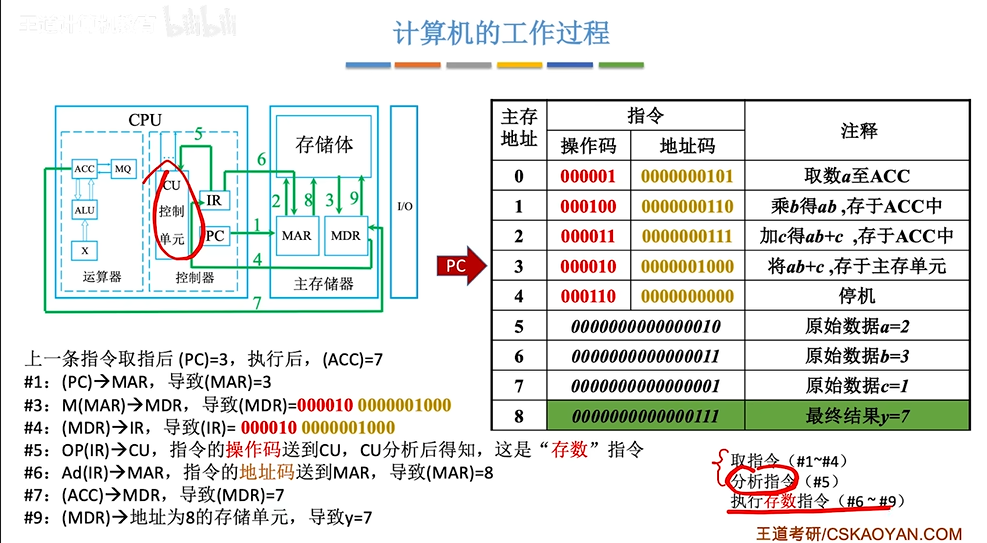 计算机的工作过程
bilibili
CPU
ACC
MQ
ALU
X
运算器
CU
控制
单元
IR
PC
控制器
存储体
MAR
MDR
主存储器
I/O
5
6
1
2
8
3
9
4
7
PC
主存地址 指令 注释
操作码 地址码
0 000001 0000000101 取数a至ACC
1 000100 0000000110 乘b得ab ,存于ACC中
2 000011 0000000111 加c得ab+c ,存于ACC中
3 000010 0000001000 将ab+c ,存于主存单元
4 000110 0000000000 停机
5 0000000000000010 原始数据a=2
6 0000000000000011 原始数据b=3
7 0000000000000001 原始数据c=1
8 0000000000000111 最终结果y=7
上一条指令取指后 (PC)=3，执行后，(ACC)=7
#1：(PC)→MAR，导致(MAR)=3
#3：M(MAR)→MDR，导致(MDR)=000010 0000001000
#4：(MDR)→IR，导致(IR)= 000010 0000001000
#5：OP(IR)→CU，指令的操作码送到CU，CU分析后得知，这是“存数”指令
#6：Ad(IR)→MAR，指令的地址码送到MAR，导致(MAR)=8
#7：(ACC)→MDR，导致(MDR)=7
#9：(MDR)→地址为8的存储单元，导致y=7
取指令（#1~#4）
分析指令（#5）
执行存数指令（#6~#9）
王道考研/CSKAOYAN.COM